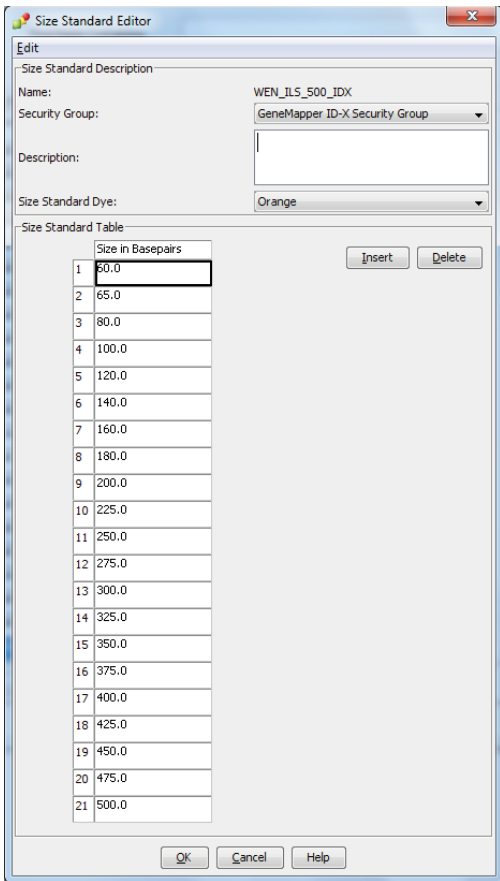 Size Standard Editor
Edit
Size Standard Description
Name: WEN_ILS_500_IDX
Security Group: GeneMapper ID-X Security Group
Description:
Size Standard Dye: Orange
Size Standard Table
Size in Basepairs
Insert Delete
1 60.0
2 65.0
3 80.0
4 100.0
5 120.0
6 140.0
7 160.0
8 180.0
9 200.0
10 225.0
11 250.0
12 275.0
13 300.0
14 325.0
15 350.0
16 375.0
17 400.0
18 425.0
19 450.0
20 475.0
21 500.0
OK Cancel Help